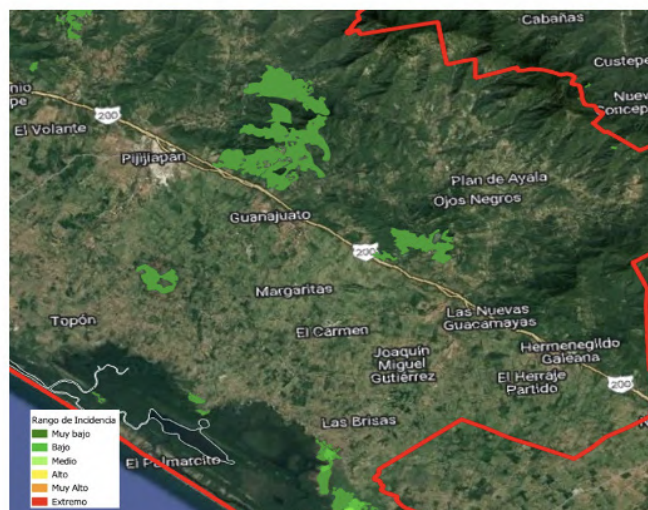 Cabañas
Custepe
nio
pe
200
Nuev
Concep
El Volante
Pijijiapan
Plan de Ayala
Ojos Negros
Guanajuato
200
Margaritas
Las Nuevas
Guacamayas
Topón
El Carmen
Joaquín
Miguel
Gutiérrez
Hermenegildo
Galeana
El Herraje
Partido
200
Las Brisas
N
Rango de Incidencia
Muy bajo
Bajo
Medio
Alto
Muy Alto
Extremo
El Palmarcito